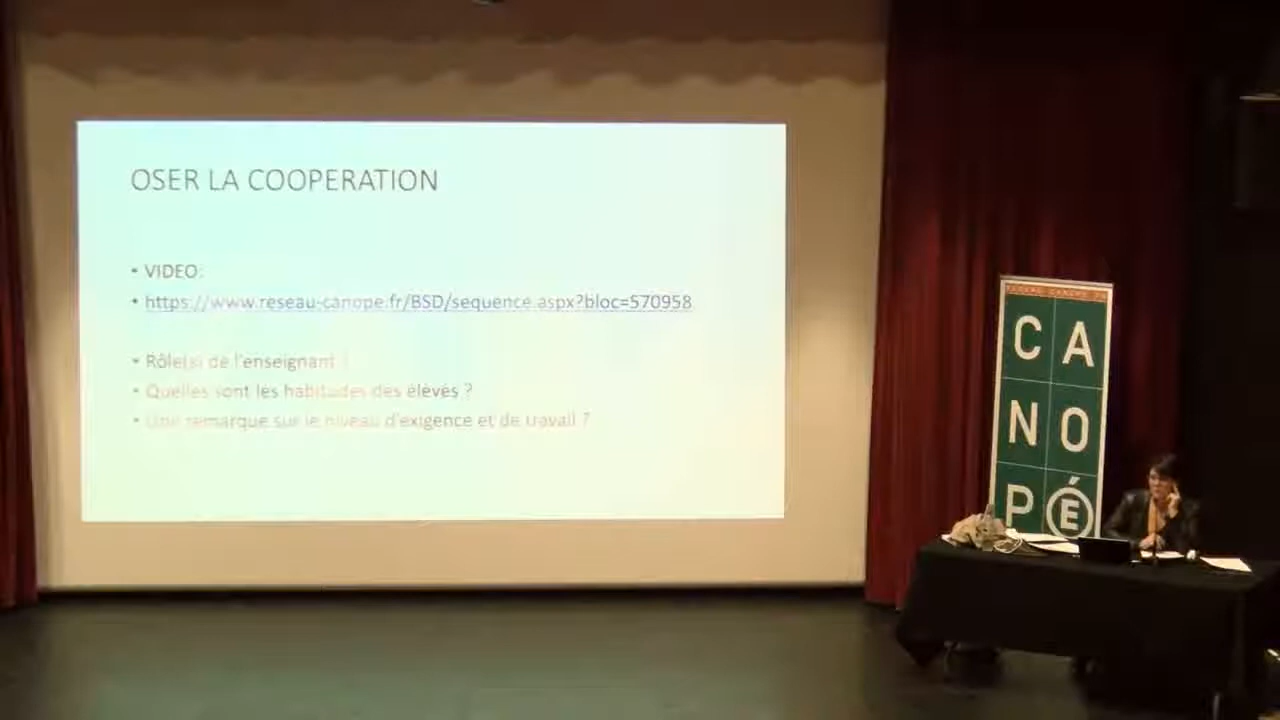 OSER LA COOPERATION
• VIDEO:
• https://www.reseau-canope.fr/BSD/sequence.aspx?bloc=570958
• Rôle(s) de l'enseignant :
• Quelles sont les habitudes des élèves ?
• Une remarque sur le niveau d'exigence et de travail ?
CA
NO
PÉ